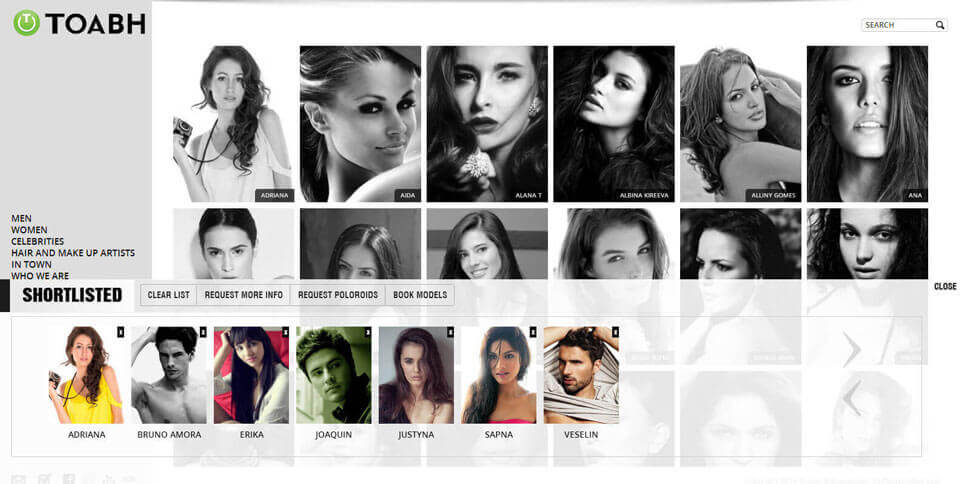 TOABH
SEARCH
ADRIANA
AIDA
ALANA T
ALBINA KIREEVA
ALLINY GOMES
ANA
MEN
WOMEN
CELEBRITIES
HAIR AND MAKE UP ARTISTS
IN TOWN
WHO WE ARE
SHORTLISTED
CLEAR LIST
REQUEST MORE INFO
REQUEST POLOROIDS
BOOK MODELS
CLOSE
X
X
X
X
X
X
X
ADRIANA
BRUNO AMORA
ERIKA
JOAQUIN
JUSTYNA
SAPNA
VESELIN